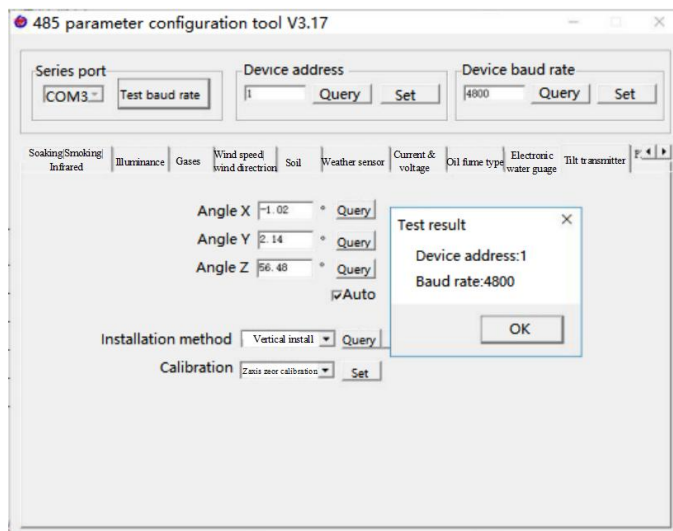 485 parameter configuration tool V3.17
Series port
COM3
Test baud rate
Device address
1
Query
Set
Device baud rate
4800
Query
Set
Soaking|Smoking|
Infrared
Illuminance
Gases
Wind speed|
wind directrion
Soil
Weather sensor
Current &
voltage
Oil fume type
Electronic
water guage
Tilt transmitter
Angle X
-1.02
°
Query
Angle Y
2.14
°
Query
Angle Z
56.48
°
Query
Auto
Installation method
Vertical install
Query
Calibration
Zaxis zeor calibration
Set
Test result
Device address:1
Baud rate:4800
OK